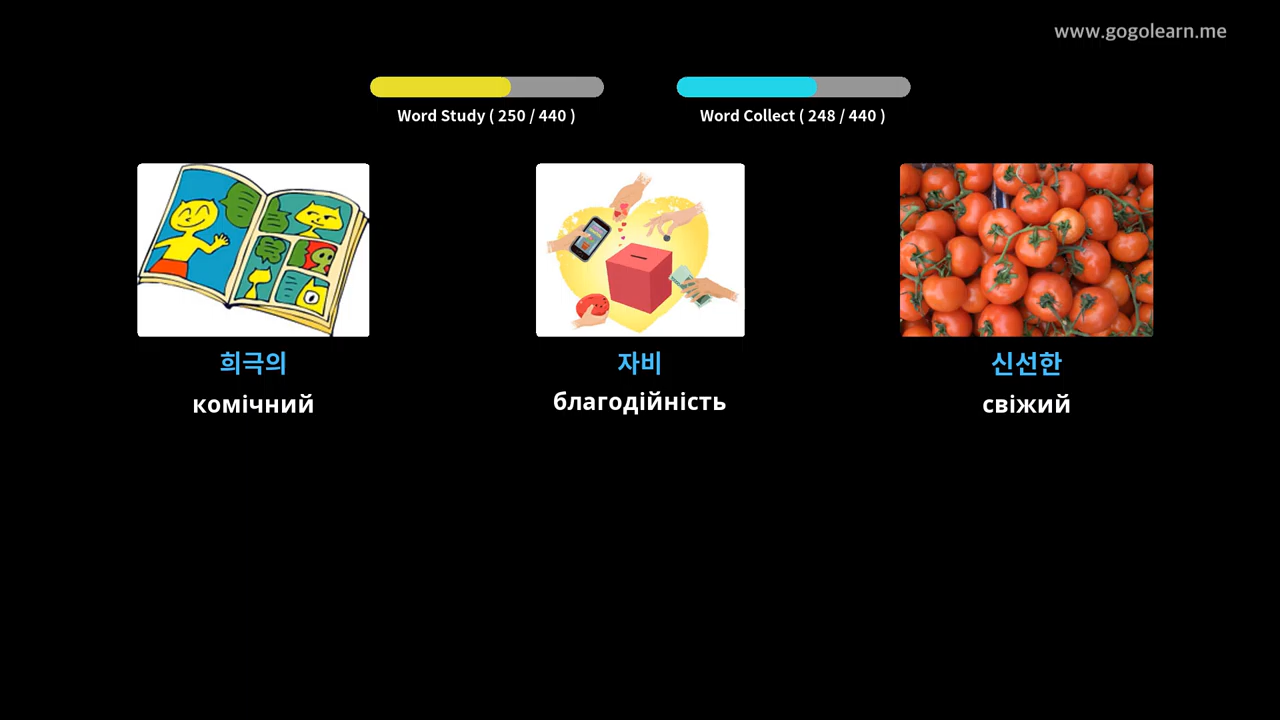 www.gogolearn.me
Word Study ( 250 / 440 )
Word Collect ( 248 / 440 )
희극의
자비
신선한
комічний
благодійність
свіжий